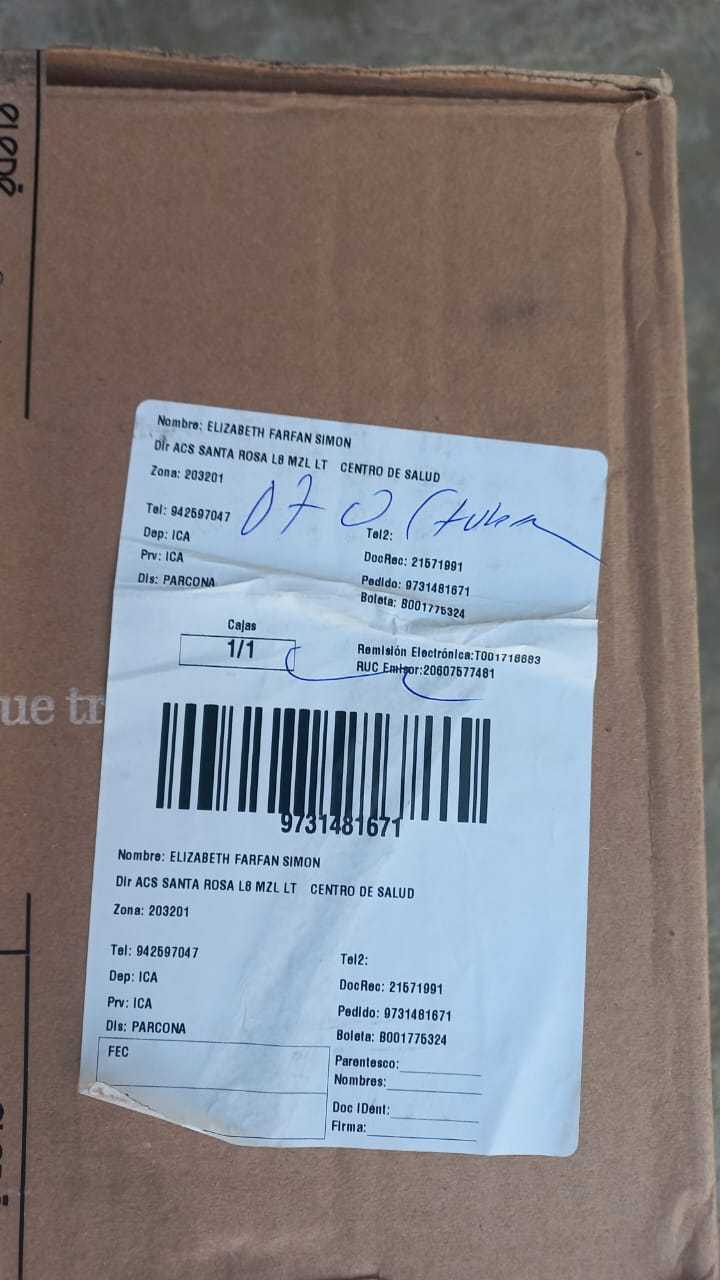 Nombre: ELIZABETH FARFAN SIMON
Dir ACS SANTA ROSA L8 MZL LT CENTRO DE SALUD
Zona: 203201
Tel: 942597047 Tel2:
Dep: ICA DocRec: 21571991
Prv: ICA Pedido: 9731481671
Dis: PARCONA Boleta: B001775324
Cajas
1/1
Remisión Electrónica:T001718683
RUC Emisor:20607577481
9731481671
Nombre: ELIZABETH FARFAN SIMON
Dir ACS SANTA ROSA L8 MZL LT CENTRO DE SALUD
Zona: 203201
Tel: 942597047 Tel2:
Dep: ICA DocRec: 21571991
Prv: ICA Pedido: 9731481671
Dis: PARCONA Boleta: B001775324
FEC
Parentesco:
Nombres:
Doc IDent:
Firma:
ue tr